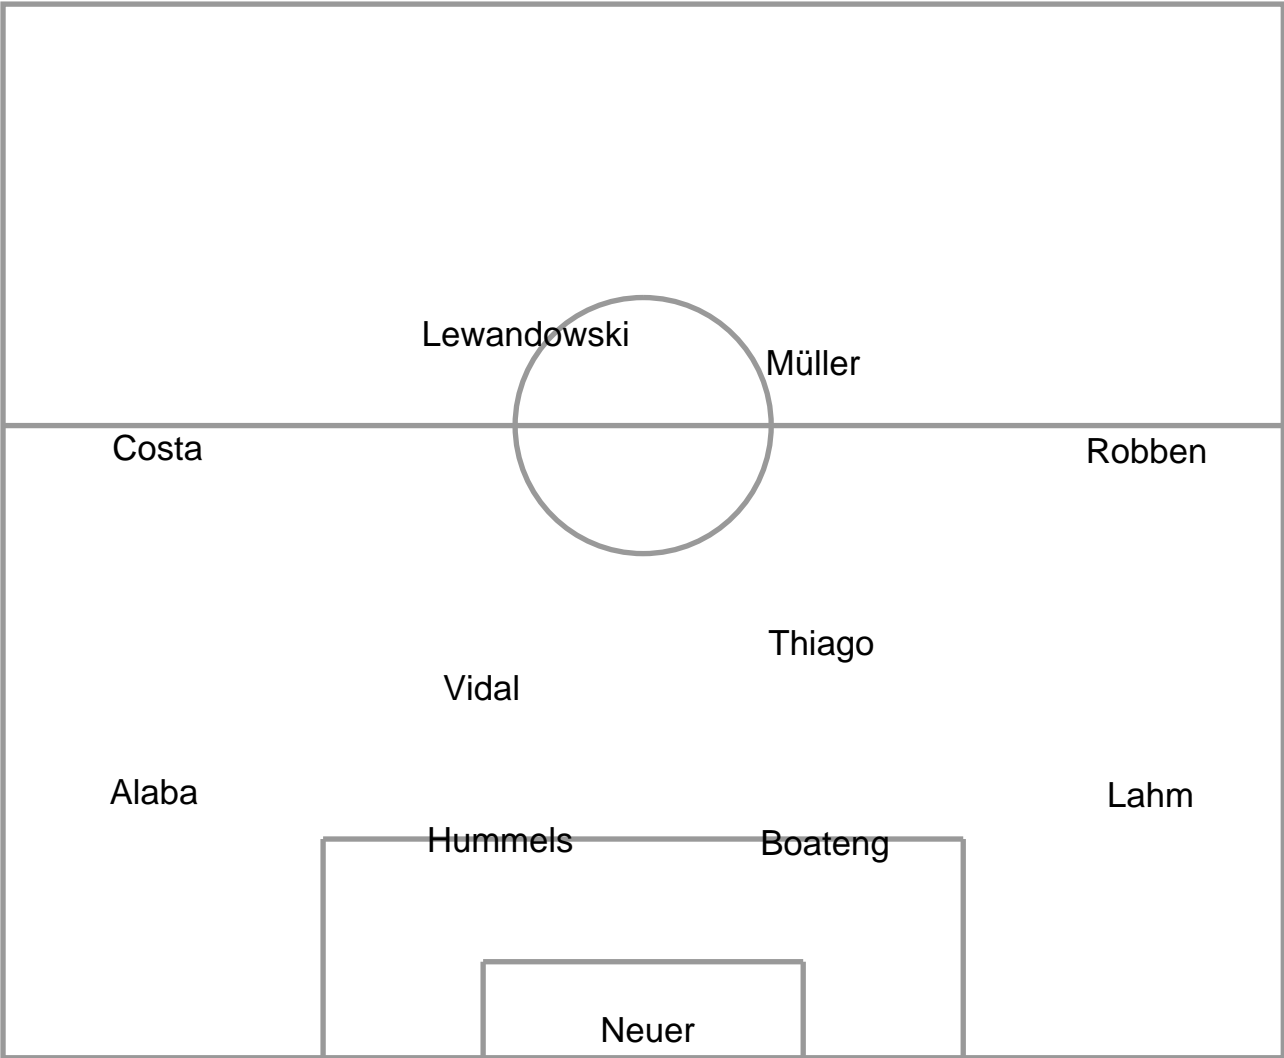 Lewandowski
Müller
Costa
Robben
Thiago
Vidal
Alaba
Lahm
Hummels
Boateng
Neuer